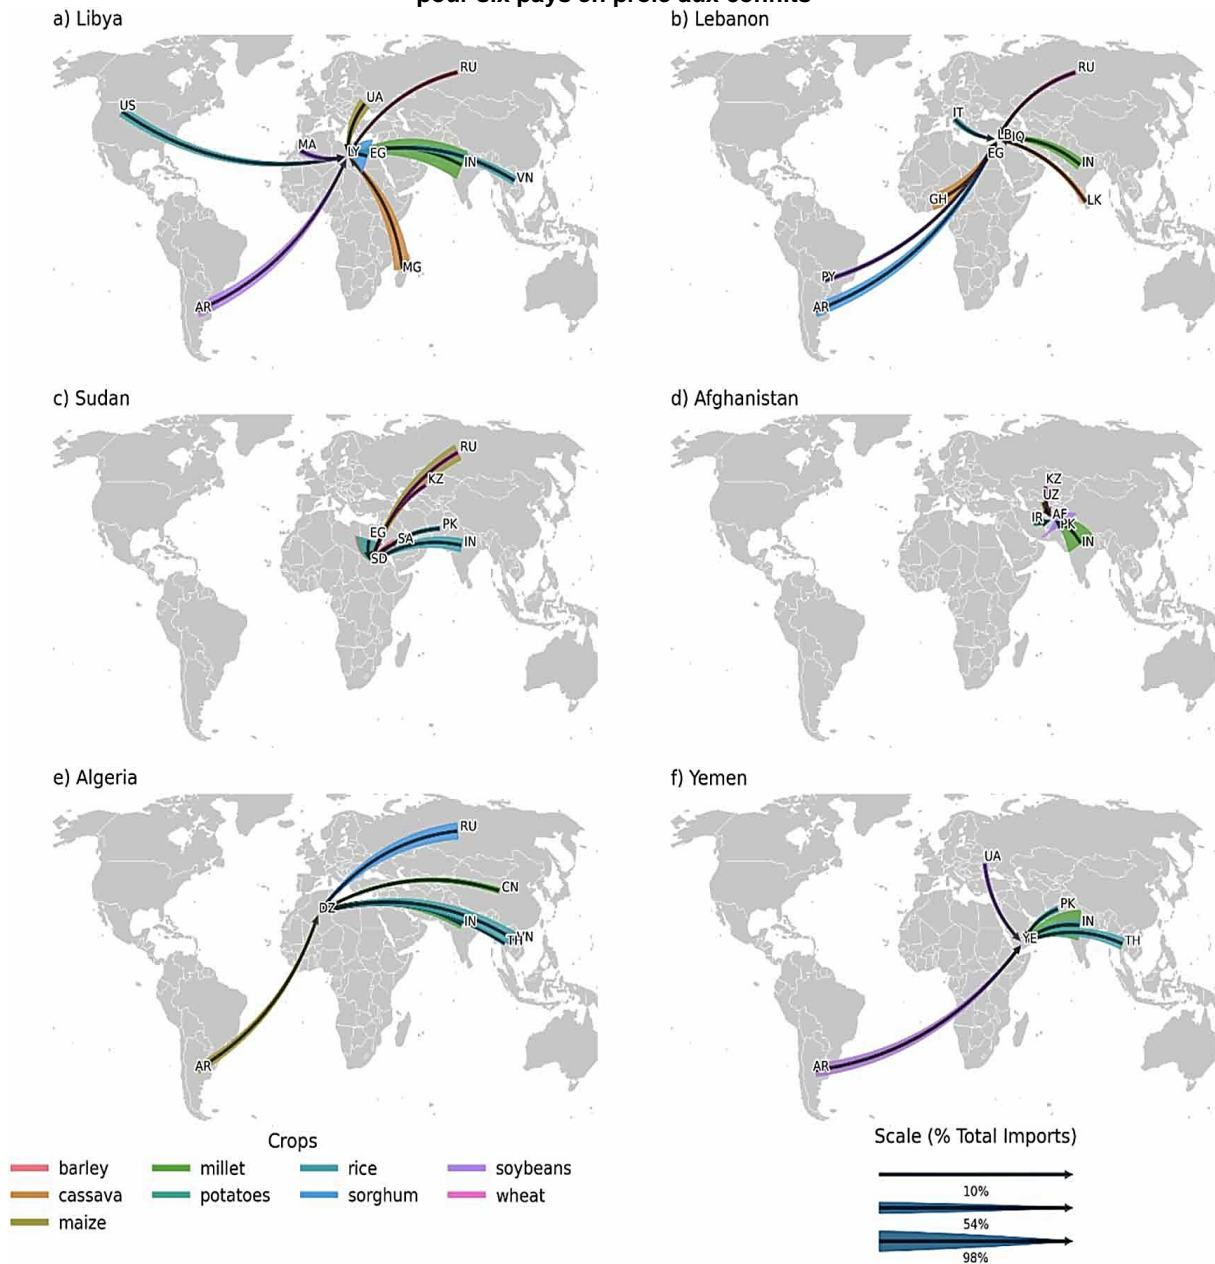 pour six pays en proie aux conflits
a) Libya
b) Lebanon
US
UA
RU
MA
LY
EG
IN
VN
MG
AR
RU
IT
LB
IQ
EG
IN
GH
LK
PY
AR
c) Sudan
d) Afghanistan
RU
KZ
EG
SA
PK
IN
SD
KZ
UZ
IR
AF
PK
IN
e) Algeria
f) Yemen
RU
CN
DZ
IN
TH
VN
AR
UA
PK
IN
YE
TH
AR
Crops
barley
millet
rice
soybeans
cassava
potatoes
sorghum
wheat
maize
Scale (% Total Imports)
10%
54%
98%